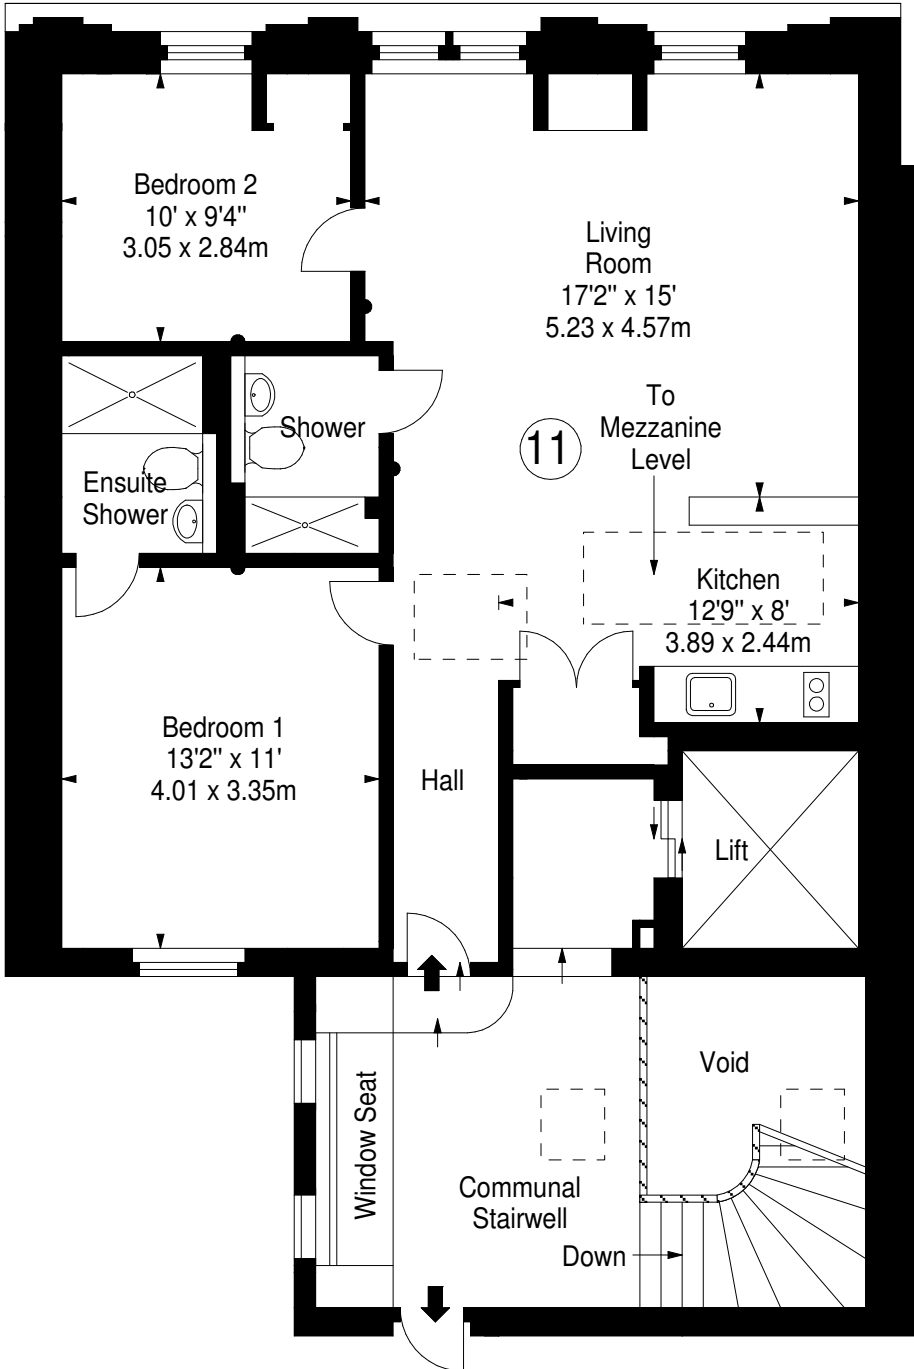 Bedroom 2
10' x 9'4"
3.05 x 2.84m
Living
Room
17'2" x 15'
5.23 x 4.57m
To
Mezzanine
Level
11
Shower
Ensuite
Shower
Kitchen
12'9" x 8'
3.89 x 2.44m
Bedroom 1
13'2" x 11'
4.01 x 3.35m
Hall
Lift
Void
Window Seat
Communal
Stairwell
Down